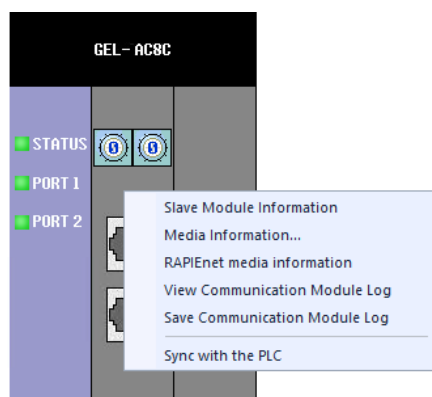 GEL-AC8C
STATUS
0 0
PORT 1
PORT 2
Slave Module Information
Media Information...
RAPIEnet media information
View Communication Module Log
Save Communication Module Log
Sync with the PLC